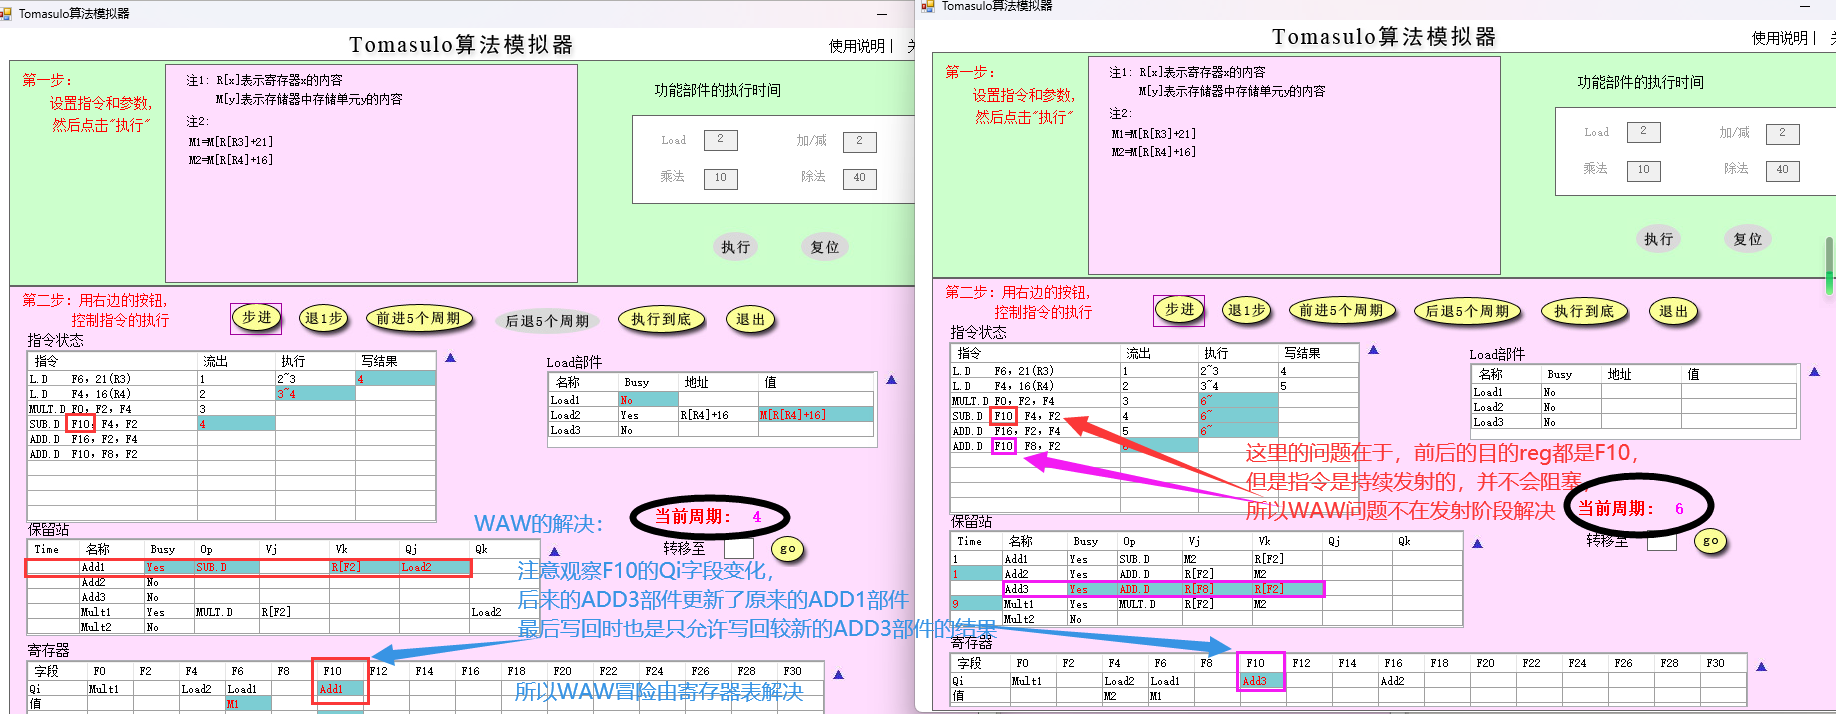 Tomasulo算法模拟器
Tomasulo算法模拟器
使用说明|
第一步：
设置指令和参数，
然后点击"执行"
注1: R[x]表示寄存器x的内容
M[y]表示存储器中存储单元y的内容
注2:
M1=M[R[R3]+21]
M2=M[R[R4]+16]
功能部件的执行时间
Load 2 加/减 2
乘法 10 除法 40
执行 复位
第二步：用右边的按钮，
控制指令的执行
步进 退1步 前进5个周期 后退5个周期 执行到底 退出
指令状态
指令 流出 执行 写结果
L.D F6, 21(R3) 1 2~3 4
L.D F4, 16(R4) 2 3~4
MULT.D F0, F2, F4 3
SUB.D F10, F4, F2 4
ADD.D F16, F2, F4
ADD.D F10, F8, F2
Load部件
名称 Busy 地址 值
Load1 No
Load2 Yes R[R4]+16 M[R[R4]+16]
Load3 No
WAW的解决：
当前周期： 4
转移至 go
保留站
Time 名称 Busy Op Vj Vk Qj Qk
Add1 Yes SUB.D R[F2] Load2
Add2 No
Add3 No
Mult1 Yes MULT.D R[F2] Load2
Mult2 No
注意观察F10的Qi字段变化，
后来的ADD3部件更新了原来的ADD1部件
最后写回时也是只允许写回较新的ADD3部件的结果
寄存器
字段 F0 F2 F4 F6 F8 F10 F12 F14 F16 F18 F20 F22 F24 F26 F28 F30
Qi Mult1 Load2 Load1 Add1
值 M1
所以WAW冒险由寄存器表解决
Tomasulo算法模拟器
Tomasulo算法模拟器
使用说明|
第一步：
设置指令和参数，
然后点击"执行"
注1: R[x]表示寄存器x的内容
M[y]表示存储器中存储单元y的内容
注2:
M1=M[R[R3]+21]
M2=M[R[R4]+16]
功能部件的执行时间
Load 2 加/减 2
乘法 10 除法 40
执行 复位
第二步：用右边的按钮，
控制指令的执行
步进 退1步 前进5个周期 后退5个周期 执行到底 退出
指令状态
指令 流出 执行 写结果
L.D F6, 21(R3) 1 2~3 4
L.D F4, 16(R4) 2 3~4 5
MULT.D F0, F2, F4 3 6~
SUB.D F10 F4, F2 4 6~
ADD.D F16, F2, F4 5 6~
ADD.D F10 F8, F2
Load部件
名称 Busy 地址 值
Load1 No
Load2 No
Load3 No
这里的问题在于，前后的目的reg都是F10，
但是指令是持续发射的，并不会阻塞，
所以WAW问题不在发射阶段解决
当前周期： 6
转移至 go
保留站
Time 名称 Busy Op Vj Vk Qj Qk
1 Add1 Yes SUB.D M2 R[F2]
1 Add2 Yes ADD.D R[F2] M2
Add3 Yes ADD.D R[F8] R[F2]
9 Mult1 Yes MULT.D R[F2] M2
Mult2 No
寄存器
字段 F0 F2 F4 F6 F8 F10 F12 F14 F16 F18 F20 F22 F24 F26 F28 F30
Qi Mult1 Load2 Load1 Add3 Add2
值 M2 M1